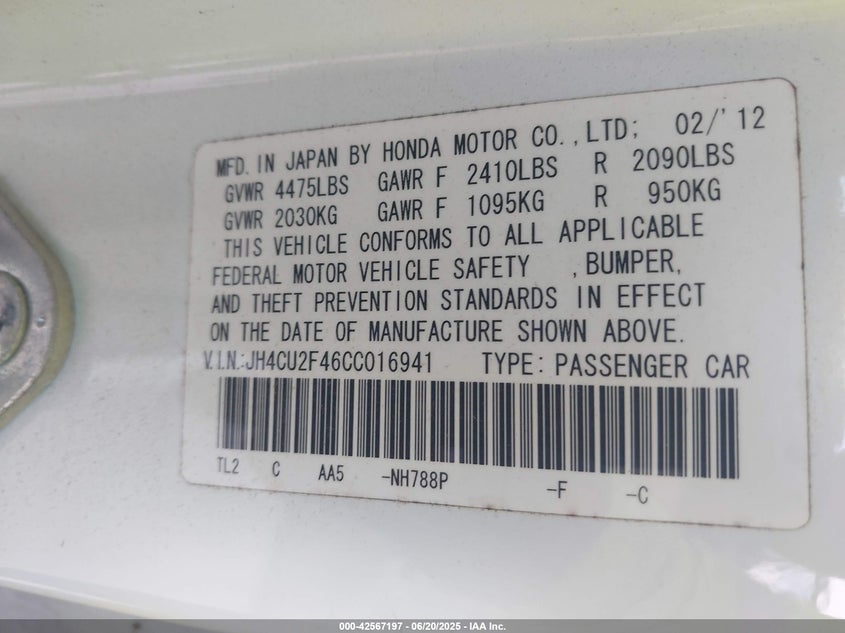 MFD. IN JAPAN BY HONDA MOTOR CO.,LTD; 02/'12
GVWR 4475LBS GAWR F 2410LBS R 2090LBS
GVWR 2030KG GAWR F 1095KG R 950KG
THIS VEHICLE CONFORMS TO ALL APPLICABLE
FEDERAL MOTOR VEHICLE SAFETY ,BUMPER,
AND THEFT PREVENTION STANDARDS IN EFFECT
ON THE DATE OF MANUFACTURE SHOWN ABOVE.
V.I.N.:JH4CU2F46CC016941 TYPE: PASSENGER CAR
TL2 C AA5 -NH788P -F -C
000-42567197 - 06/20/2025 - IAA Inc.